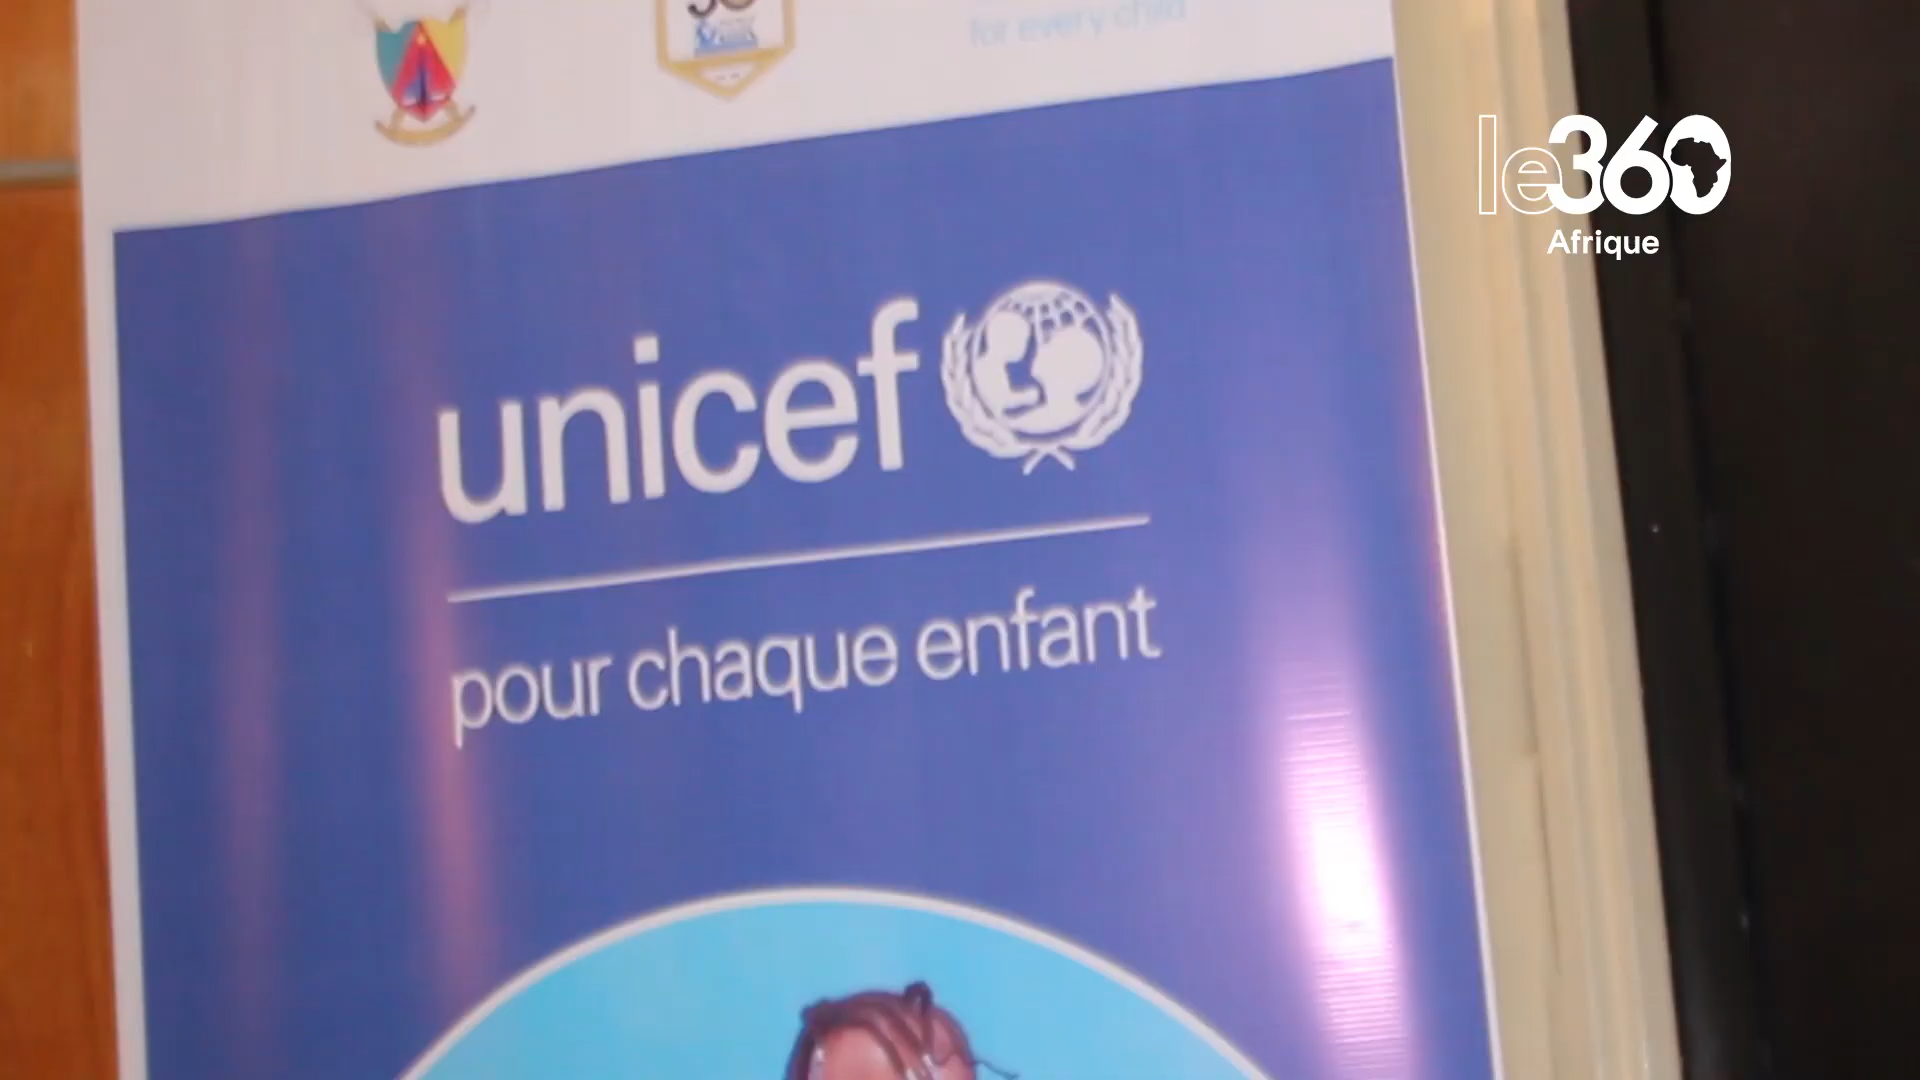 for every child
le360
Afrique
unicef
pour chaque enfant